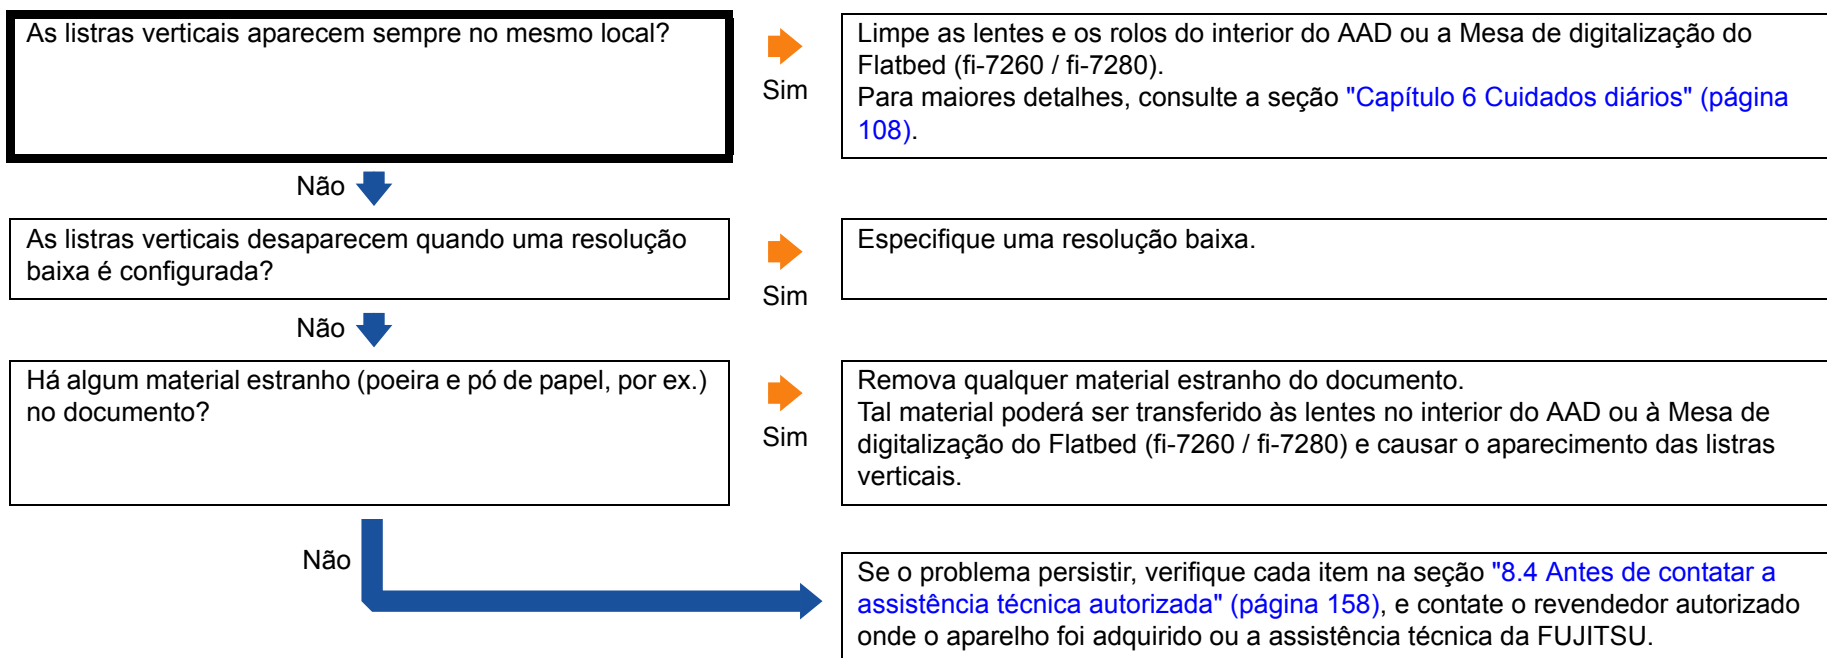 As listras verticais aparecem sempre no mesmo local?
Sim
Limpe as lentes e os rolos do interior do AAD ou a Mesa de digitalização do
Flatbed (fi-7260 / fi-7280).
Para maiores detalhes, consulte a seção "Capítulo 6 Cuidados diários" (página
108).
Não
As listras verticais desaparecem quando uma resolução
baixa é configurada?
Sim
Especifique uma resolução baixa.
Não
Há algum material estranho (poeira e pó de papel, por ex.)
no documento?
Sim
Remova qualquer material estranho do documento.
Tal material poderá ser transferido às lentes no interior do AAD ou à Mesa de
digitalização do Flatbed (fi-7260 / fi-7280) e causar o aparecimento das listras
verticais.
Não
Se o problema persistir, verifique cada item na seção "8.4 Antes de contatar a
assistência técnica autorizada" (página 158), e contate o revendedor autorizado
onde o aparelho foi adquirido ou a assistência técnica da FUJITSU.